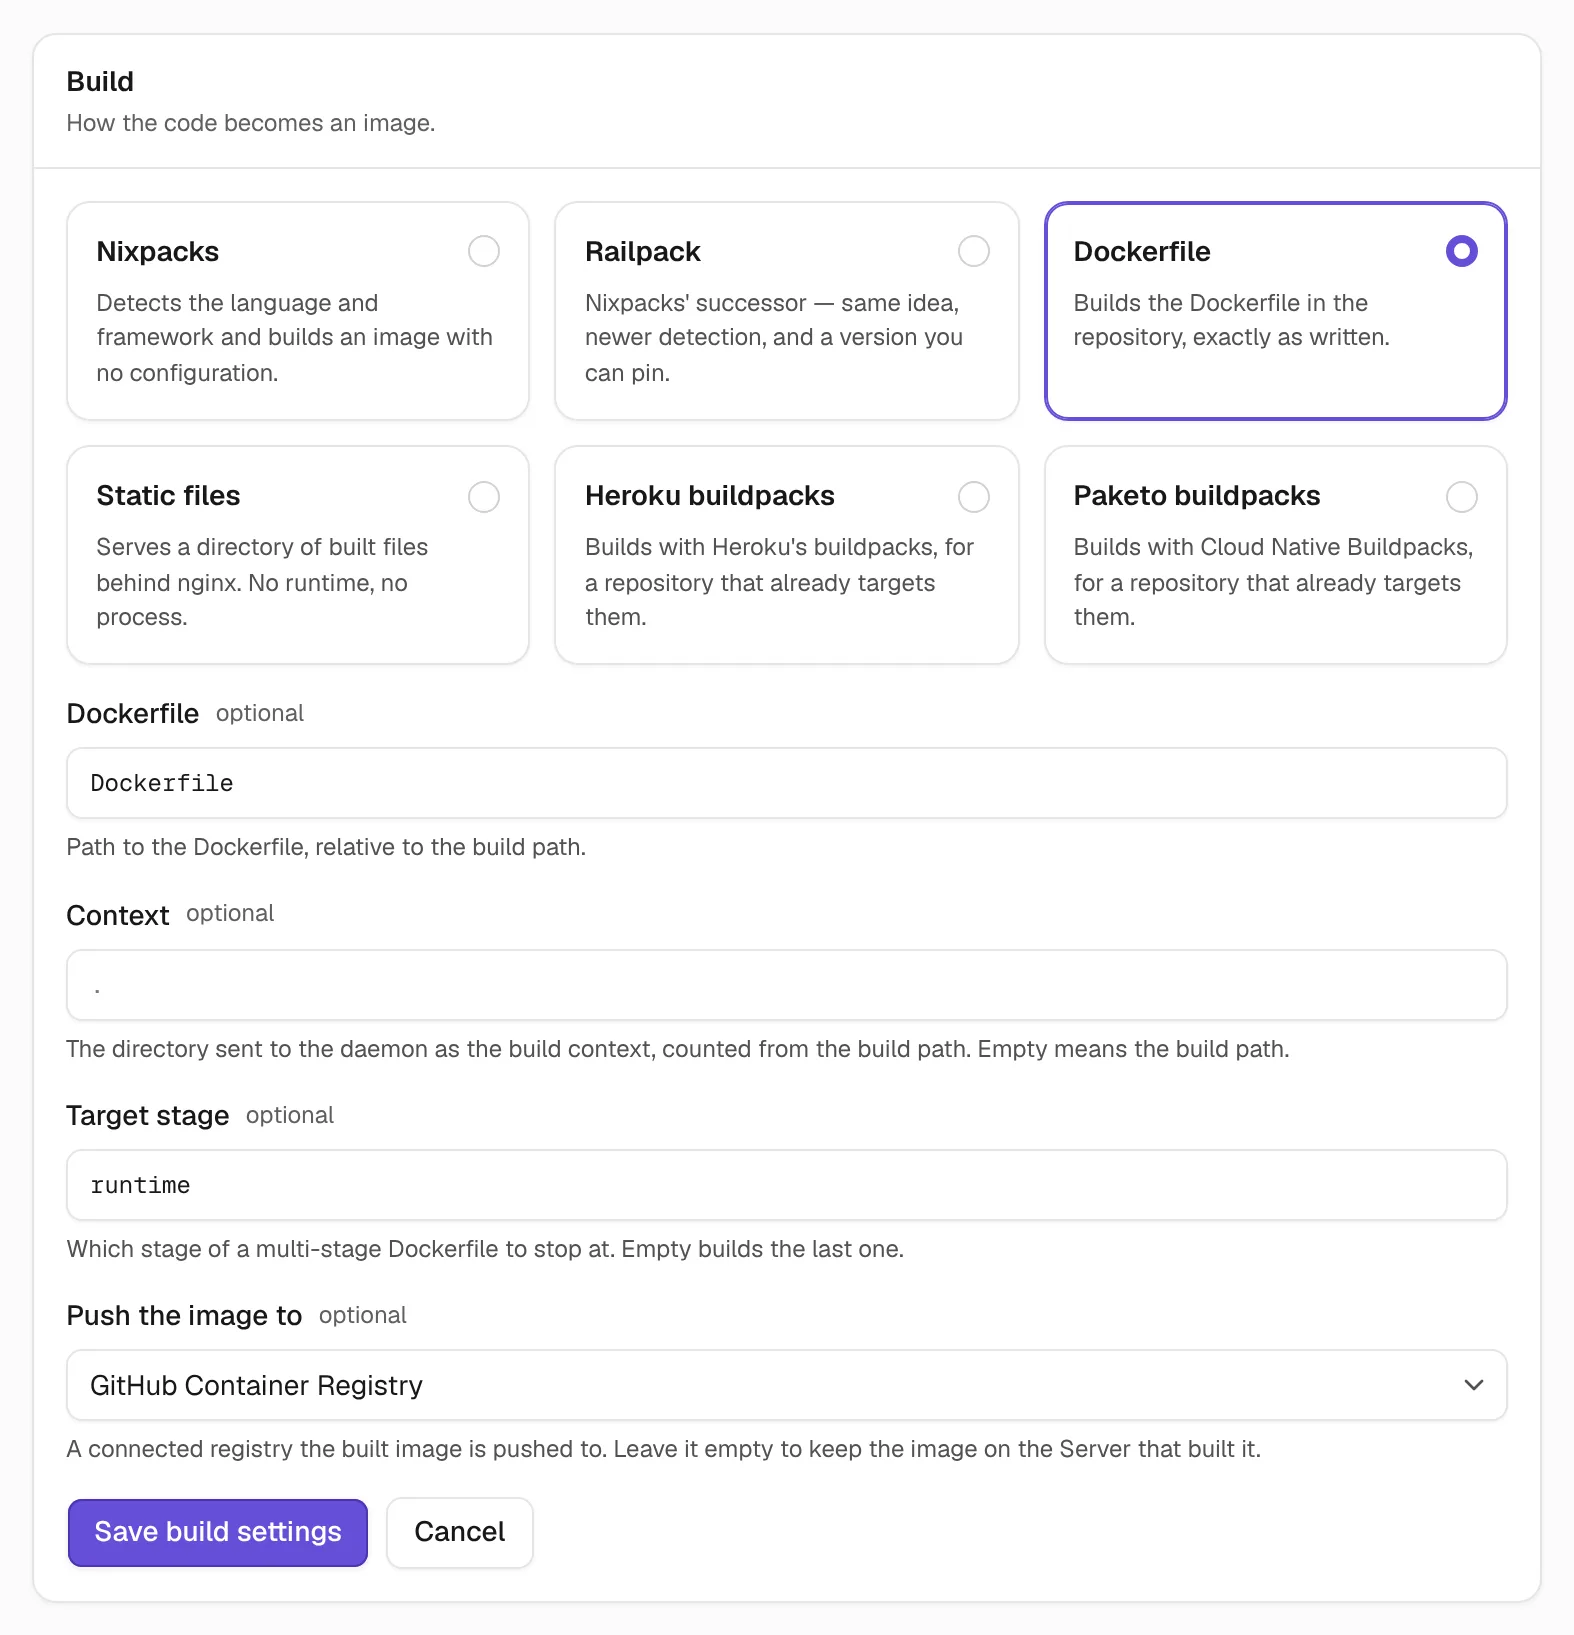 Build
How the code becomes an image.
Nixpacks
Detects the language and
framework and builds an image with
no configuration.
Railpack
Nixpacks' successor — same idea,
newer detection, and a version you
can pin.
Dockerfile
Builds the Dockerfile in the
repository, exactly as written.
Static files
Serves a directory of built files
behind nginx. No runtime, no
process.
Heroku buildpacks
Builds with Heroku's buildpacks, for
a repository that already targets
them.
Paketo buildpacks
Builds with Cloud Native Buildpacks,
for a repository that already targets
them.
Dockerfile optional
Dockerfile
Path to the Dockerfile, relative to the build path.
Context optional
.
The directory sent to the daemon as the build context, counted from the build path. Empty means the build path.
Target stage optional
runtime
Which stage of a multi-stage Dockerfile to stop at. Empty builds the last one.
Push the image to optional
GitHub Container Registry
A connected registry the built image is pushed to. Leave it empty to keep the image on the Server that built it.
Save build settings Cancel